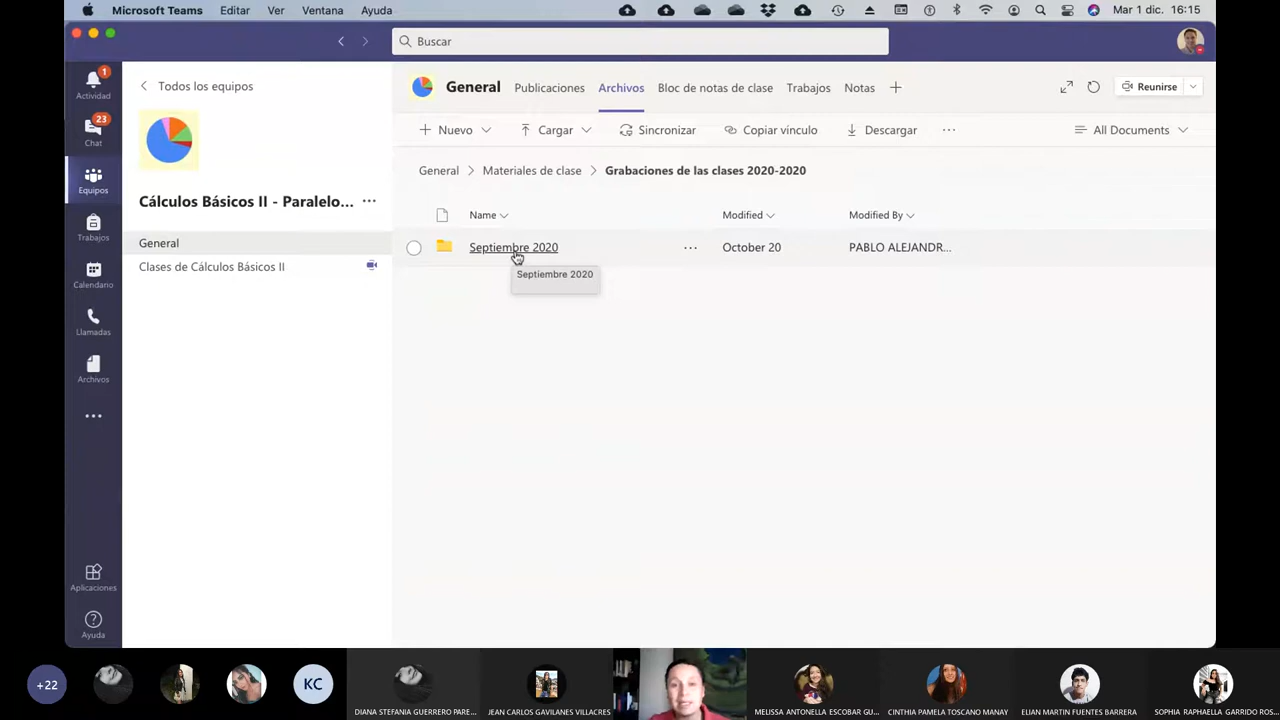 Microsoft Teams Editar Ver Ventana Ayuda Mar 1 dic. 16:15
Buscar
1
Actividad
23
Chat
Equipos
Trabajos
Calendario
Llamadas
Archivos
Aplicaciones
Ayuda
Todos los equipos
Cálculos Básicos II - Paralelo...
General
Clases de Cálculos Básicos II
General Publicaciones Archivos Bloc de notas de clase Trabajos Notas
Reunirse
Nuevo Cargar Sincronizar Copiar vínculo Descargar All Documents
General Materiales de clase Grabaciones de las clases 2020-2020
Name Modified Modified By
Septiembre 2020 October 20 PABLO ALEJANDR...
Septiembre 2020
+22 KC
DIANA STEFANIA GUERRERO PARE... JEAN CARLOS GAVILANES VILLACRES MELISSA ANTONELLA ESCOBAR GU... CINTHIA PAMELA TOSCANO MANAY ELIAN MARTIN FUENTES BARRERA SOPHIA RAPHAELLA GARRIDO ROS...